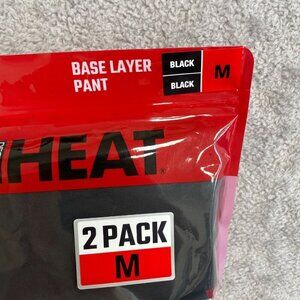 BASE LAYER
PANT
BLACK
BLACK
M
HEAT
2 PACK
M